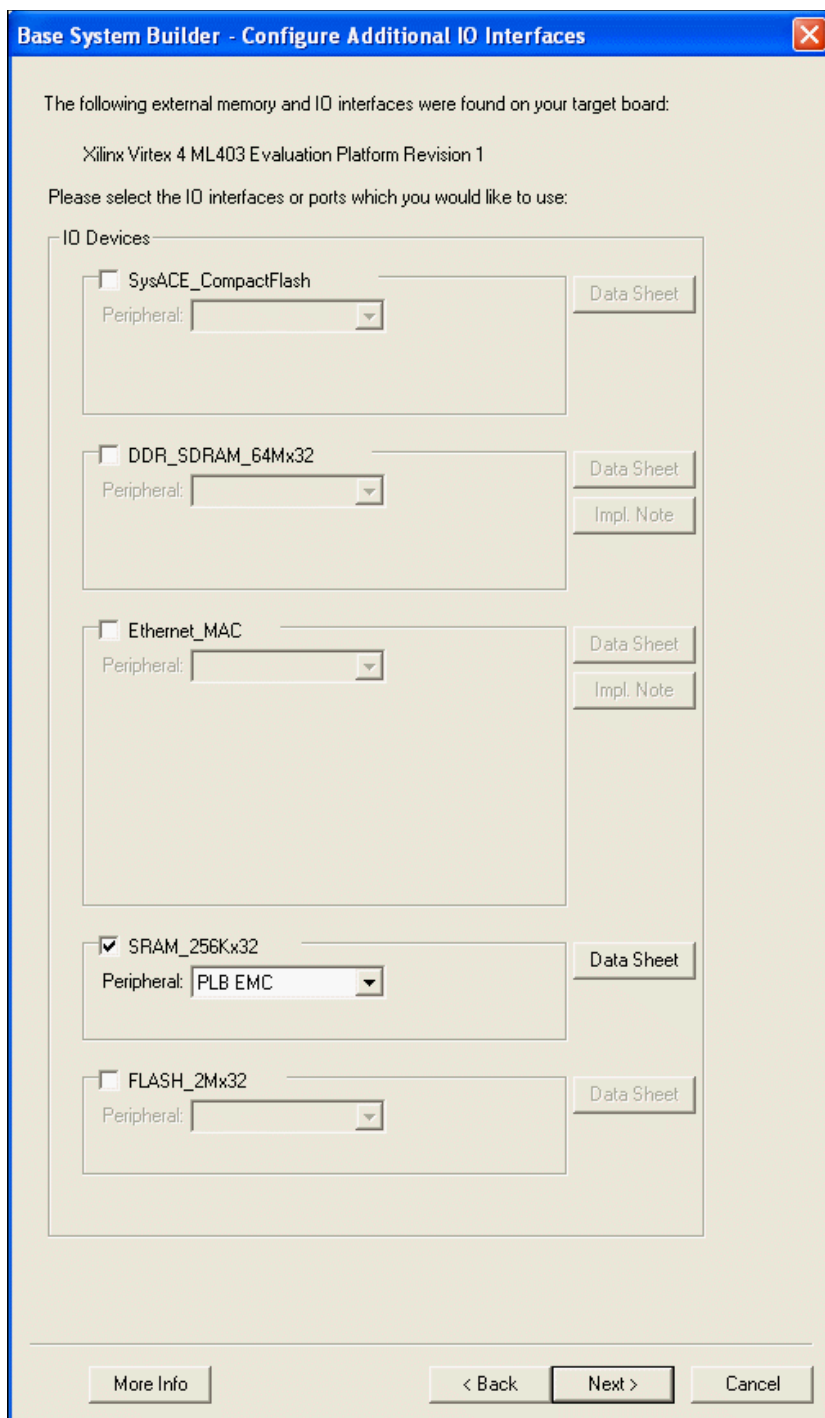 Base System Builder - Configure Additional IO Interfaces
The following external memory and IO interfaces were found on your target board:
Xilinx Virtex 4 ML403 Evaluation Platform Revision 1
Please select the IO interfaces or ports which you would like to use:
IO Devices
SysACE_CompactFlash
Data Sheet
Peripheral:
DDR_SDRAM_64Mx32
Data Sheet
Peripheral:
Impl. Note
Ethernet_MAC
Data Sheet
Peripheral:
Impl. Note
SRAM_256Kx32
Data Sheet
Peripheral: PLB EMC
FLASH_2Mx32
Data Sheet
Peripheral:
More Info < Back Next > Cancel